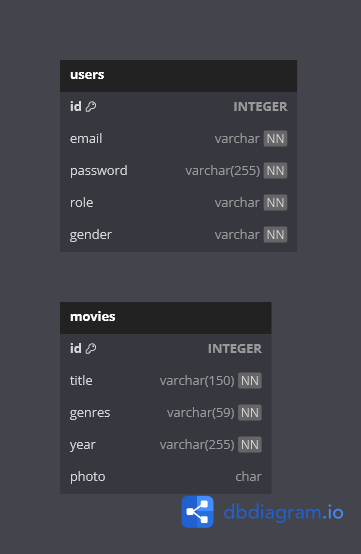 users
id INTEGER
email varchar NN
password varchar(255) NN
role varchar NN
gender varchar NN
movies
id INTEGER
title varchar(150) NN
genres varchar(59) NN
year varchar(255) NN
photo char
dbdiagram.io